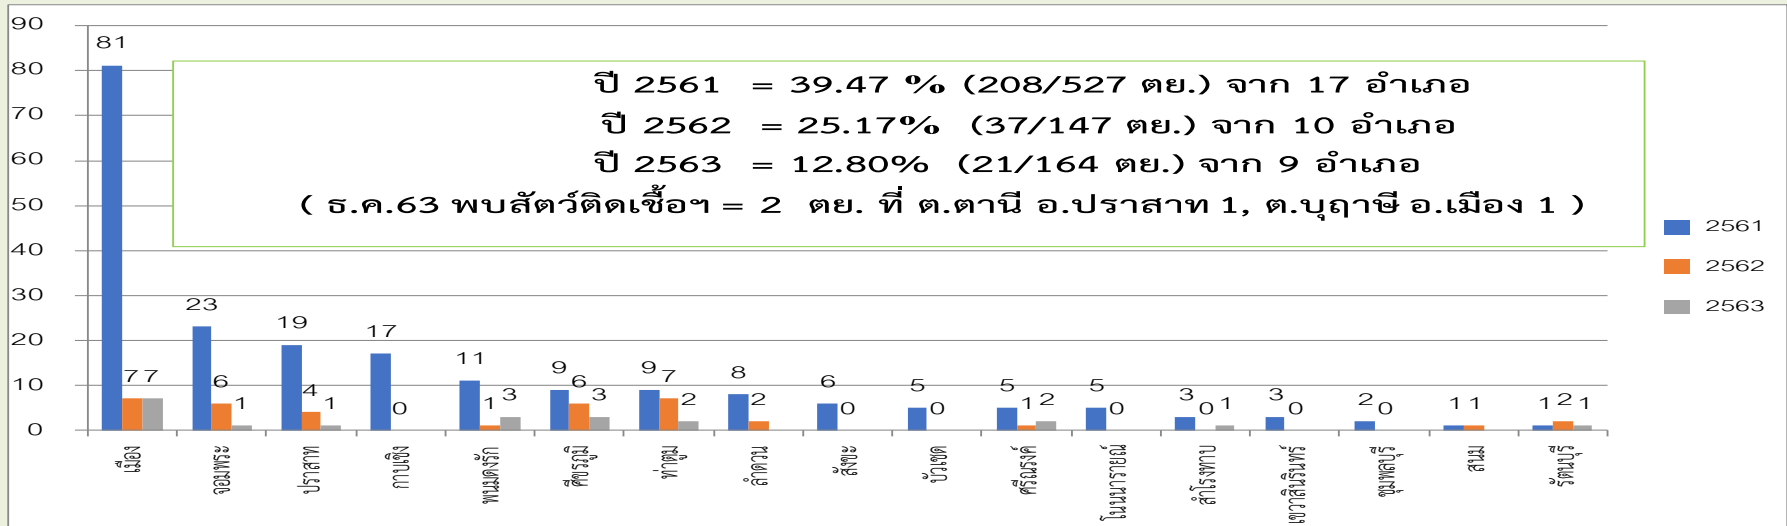 90
81
80
70
60
50
40
30
20
10
0
ปี 2561 = 39.47 % (208/527 ตย.) จาก 17 อำเภอ
ปี 2562 = 25.17% (37/147 ตย.) จาก 10 อำเภอ
ปี 2563 = 12.80% (21/164 ตย.) จาก 9 อำเภอ
( ธ.ค.63 พบสัตว์ติดเชื้อฯ = 2 ตย. ที่ ต.ตานี อ.ปราสาท 1, ต.บุฤาษี อ.เมือง 1 )
2561
2562
2563
7 7
23 6 1
19 4 1
17 0
11 1 3
9 6 3
9 7 2
8 2
6 0
5 0
5 1 2
5 0
3 0 1
3 0
2 0
1 1
1 2 1
เมือง
จอมพระ
ปราสาท
กาบเชิง
พนมดงรัก
ศีขรภูมิ
ท่าตูม
ลำดวน
สังขะ
บัวเชด
ศรีณรงค์
โนนนารายณ์
สำโรงทาบ
เขวาสินรินทร์
ชุมพลบุรี
สนม
รัตนบุรี